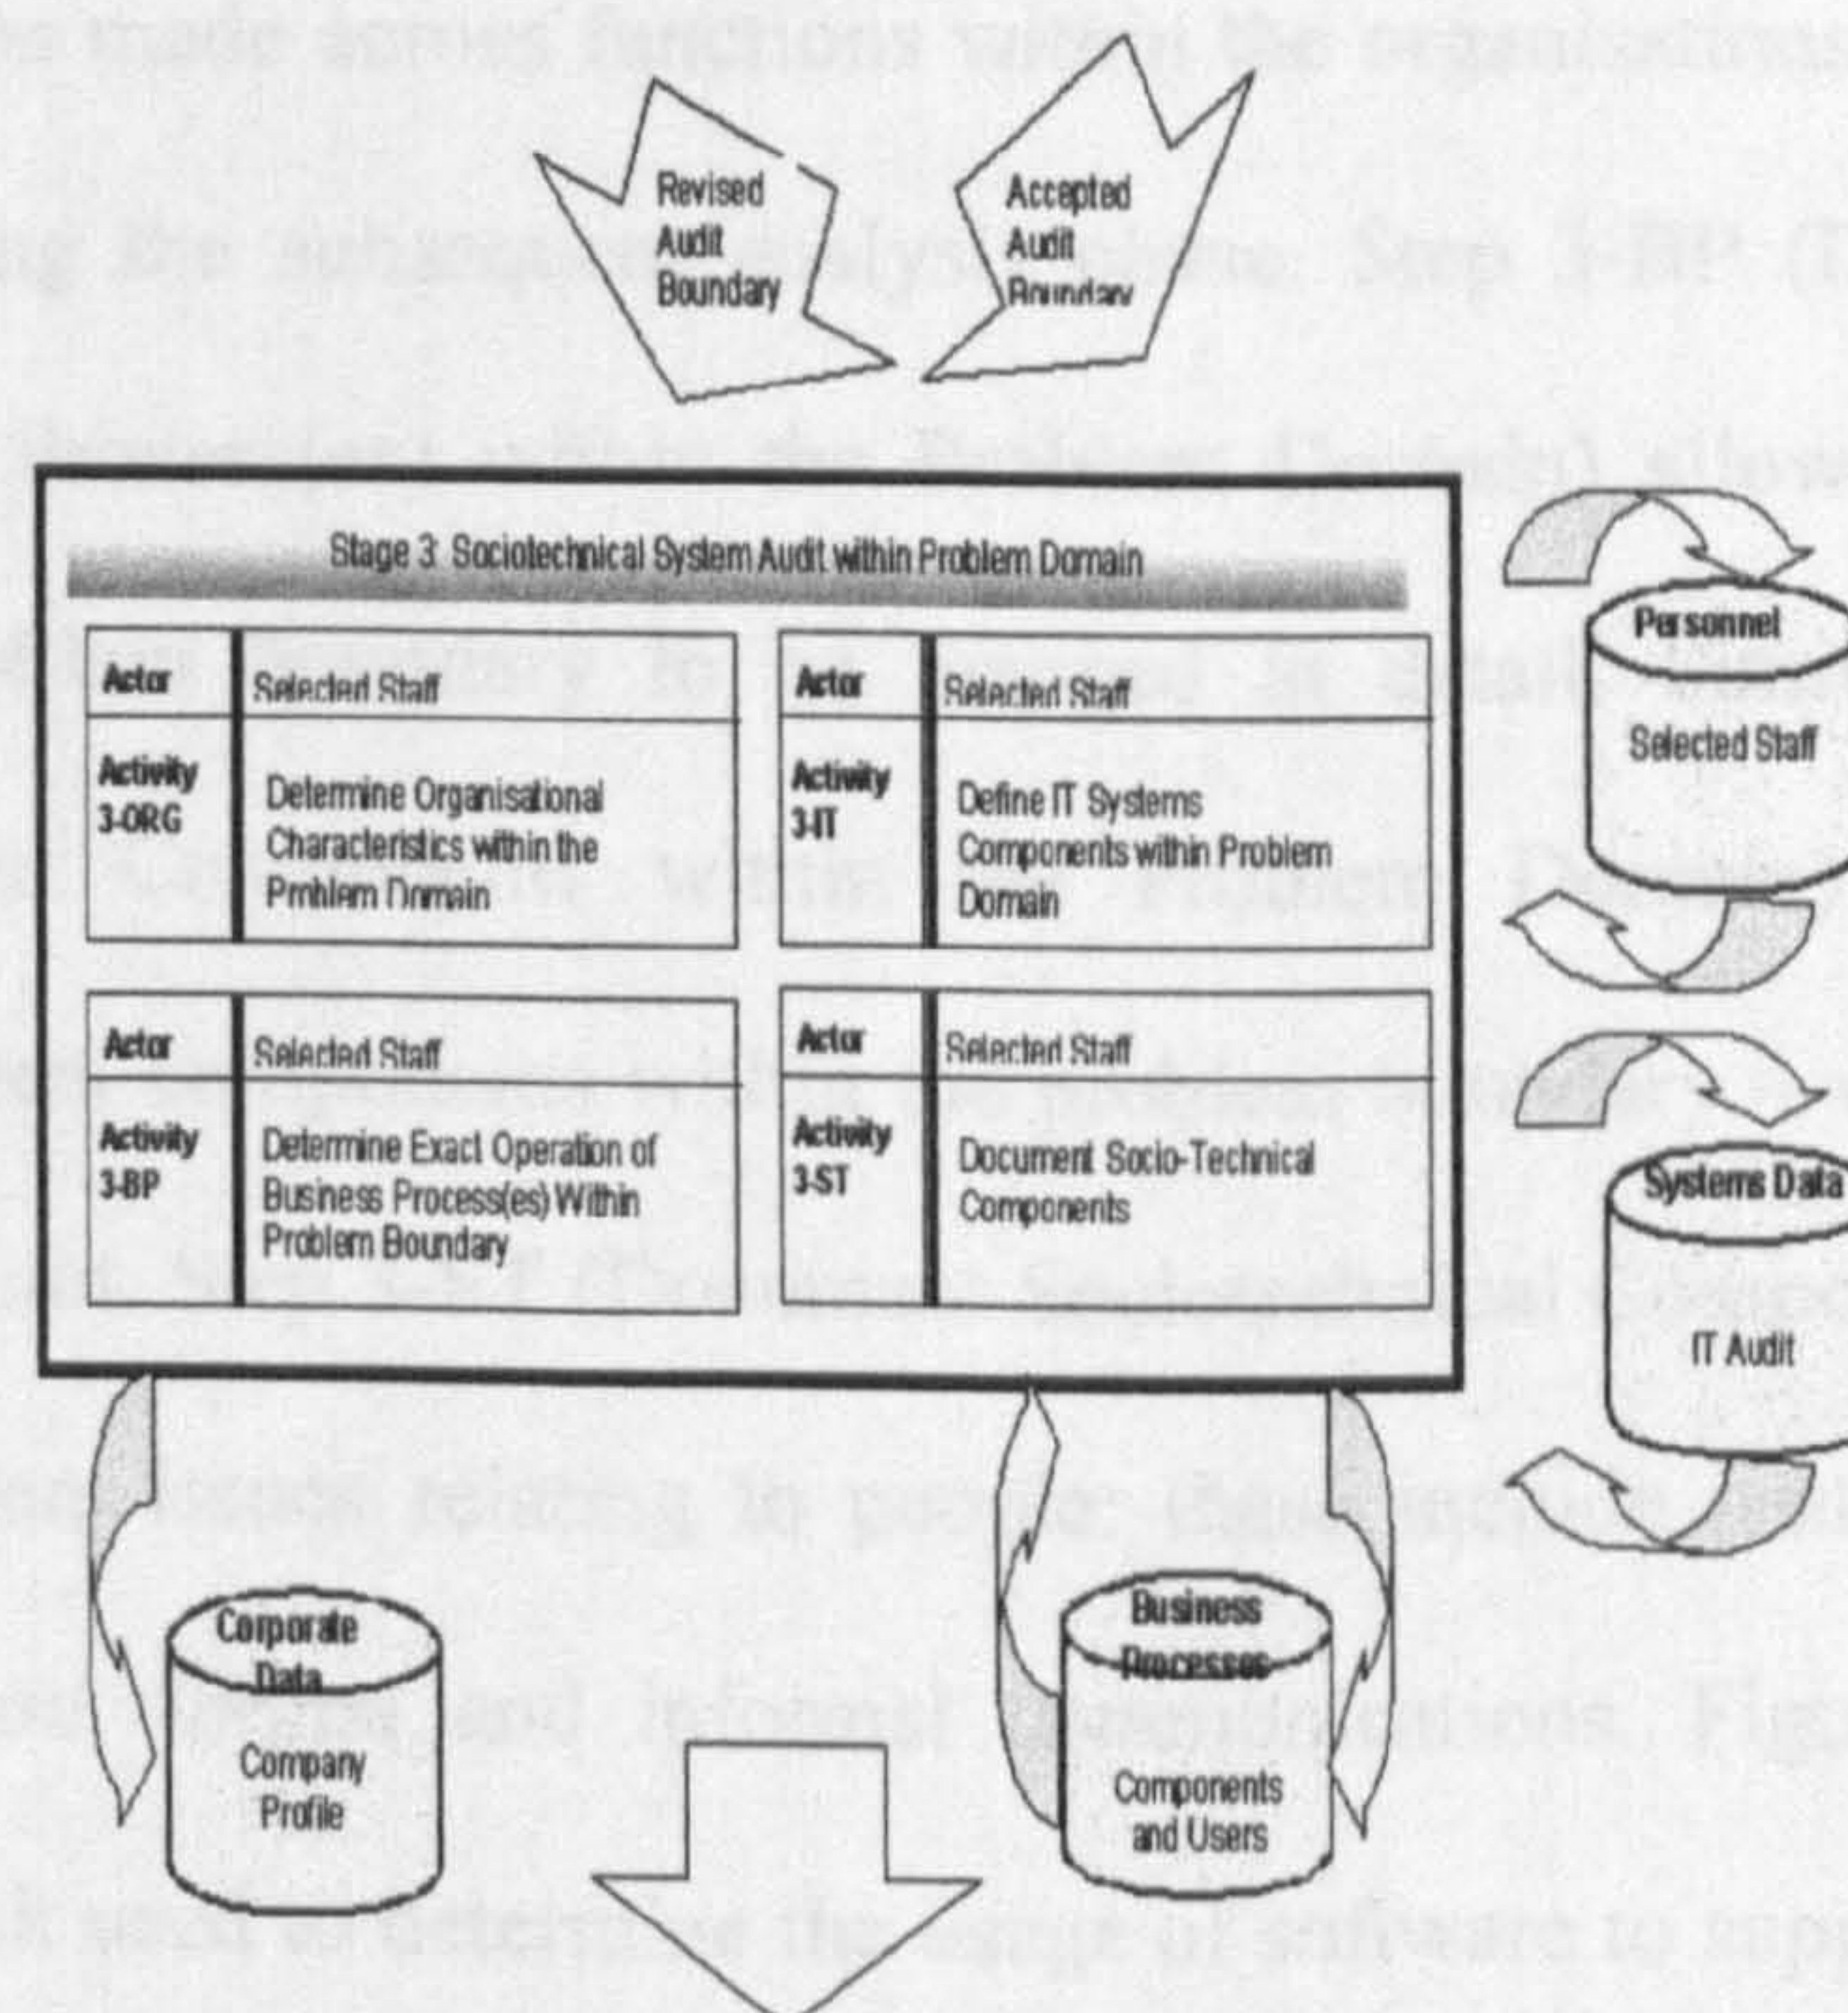 Revised
Audit
Boundary
Accepted
Audit
Boundary
Stage 3: Sociotechnical System Audit within Problem Domain
Actor
Selected Staff
Activity
3-ORG
Determine Organisational
Characteristics within the
Problem Domain
Actor
Selected Staff
Activity
3-IT
Define IT Systems
Components within Problem
Domain
Actor
Selected Staff
Activity
3-BP
Determine Exact Operation of
Business Process(es) Within
Problem Boundary
Actor
Selected Staff
Activity
3-ST
Document Socio-Technical
Components
Personnel
Selected Staff
Systems Data
IT Audit
Corporate
Data
Company
Profile
Business
Processes
Components
and Users